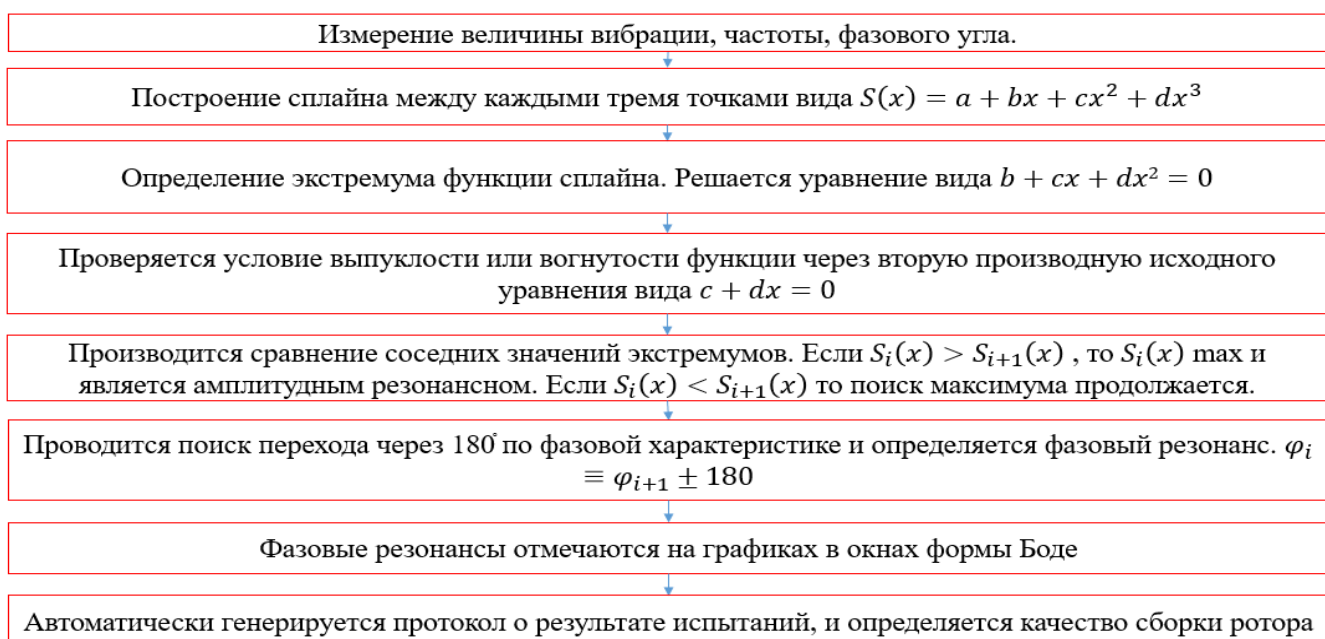 Измерение величины вибрации, частоты, фазового угла.
Построение сплайна между каждыми тремя точками вида S(x) = a + bx + cx² + dx³
Определение экстремума функции сплайна. Решается уравнение вида b + cx + dx² = 0
Проверяется условие выпуклости или вогнутости функции через вторую производную исходного
уравнения вида c + dx = 0
Производится сравнение соседних значений экстремумов. Если Sᵢ(x) > Sᵢ₊₁(x) , то Sᵢ(x) max и
является амплитудным резонансном. Если Sᵢ(x) < Sᵢ₊₁(x) то поиск максимума продолжается.
Проводится поиск перехода через 180° по фазовой характеристике и определяется фазовый резонанс. φᵢ
≡ φᵢ₊₁ ± 180
Фазовые резонансы отмечаются на графиках в окнах формы Боде
Автоматически генерируется протокол о результате испытаний, и определяется качество сборки ротора